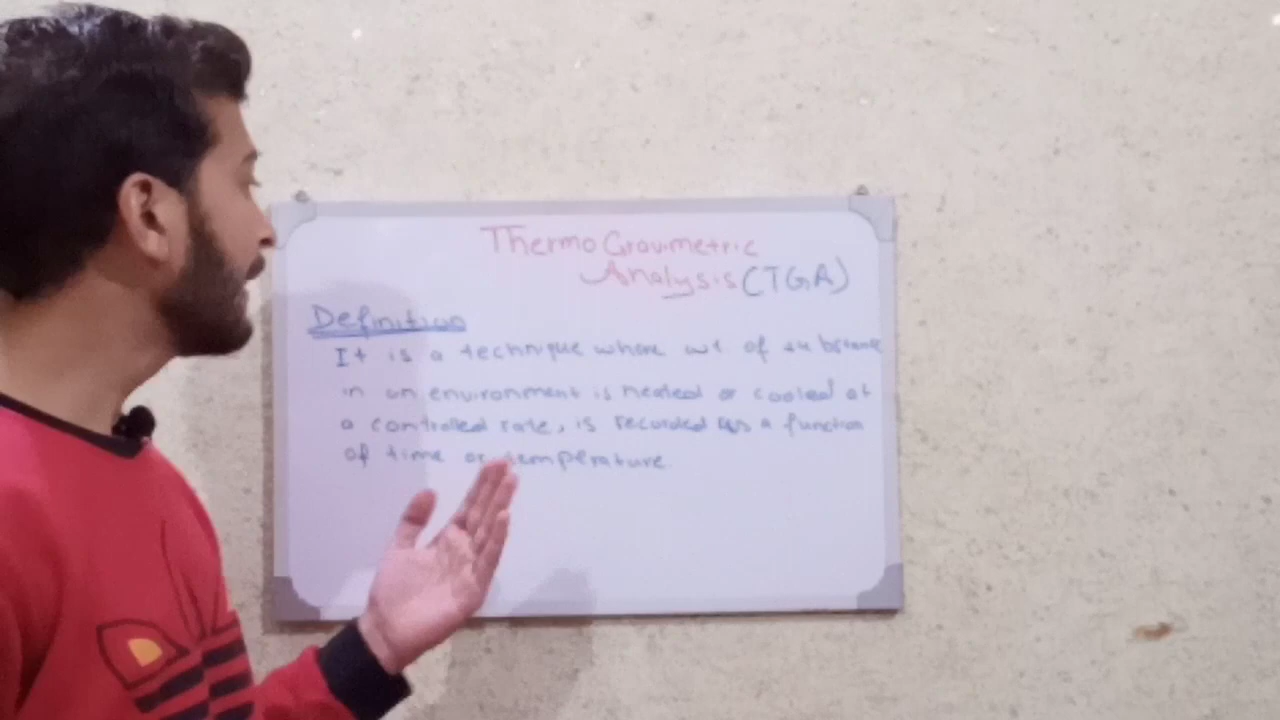 Thermo Gravimetric
Analysis (TGA)
Definition
It is a technique where wt. of substance
in an environment is heated or cooled at
a controlled rate, is recorded as a function
of time or temperature.